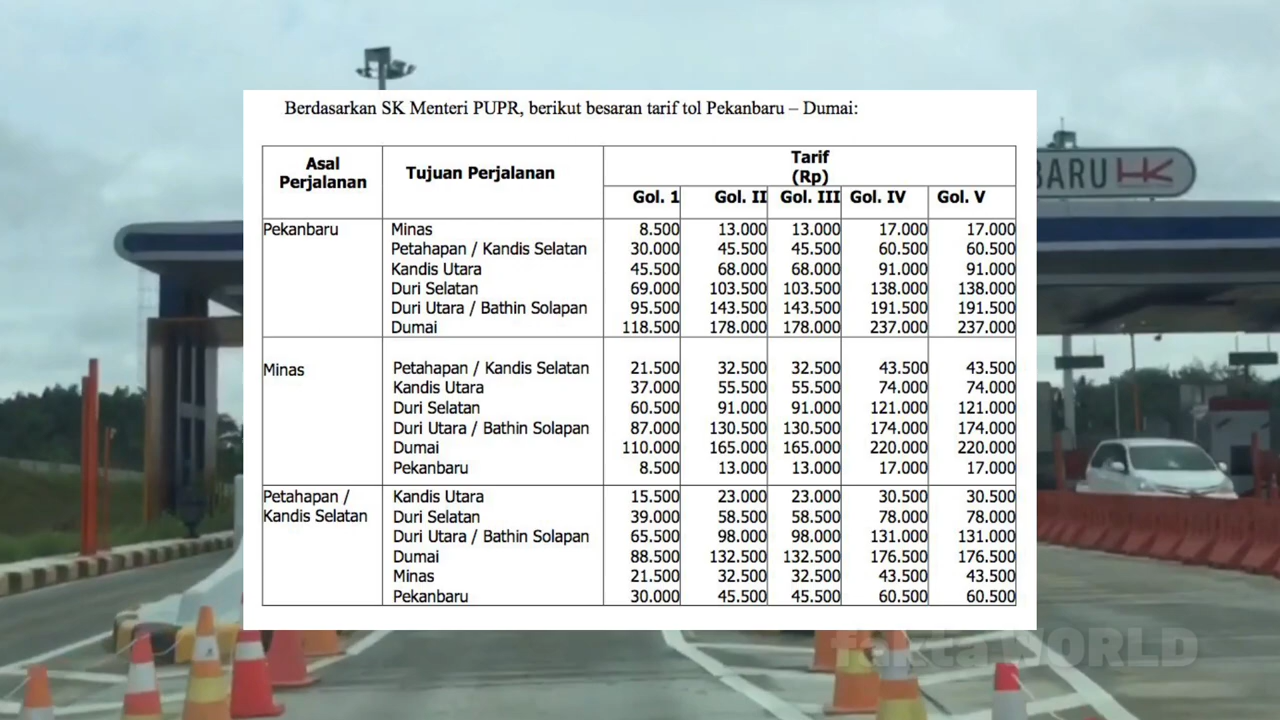 Berdasarkan SK Menteri PUPR, berikut besaran tarif tol Pekanbaru – Dumai:
Asal Perjalanan Tujuan Perjalanan Tarif (Rp)
Gol. 1 Gol. II Gol. III Gol. IV Gol. V
Pekanbaru Minas 8.500 13.000 13.000 17.000 17.000
Petahapan / Kandis Selatan 30.000 45.500 45.500 60.500 60.500
Kandis Utara 45.500 68.000 68.000 91.000 91.000
Duri Selatan 69.000 103.500 103.500 138.000 138.000
Duri Utara / Bathin Solapan 95.500 143.500 143.500 191.500 191.500
Dumai 118.500 178.000 178.000 237.000 237.000
Minas Petahapan / Kandis Selatan 21.500 32.500 32.500 43.500 43.500
Kandis Utara 37.000 55.500 55.500 74.000 74.000
Duri Selatan 60.500 91.000 91.000 121.000 121.000
Duri Utara / Bathin Solapan 87.000 130.500 130.500 174.000 174.000
Dumai 110.000 165.000 165.000 220.000 220.000
Pekanbaru 8.500 13.000 13.000 17.000 17.000
Petahapan / Kandis Utara 15.500 23.000 23.000 30.500 30.500
Kandis Selatan Duri Selatan 39.000 58.500 58.500 78.000 78.000
Duri Utara / Bathin Solapan 65.500 98.000 98.000 131.000 131.000
Dumai 88.500 132.500 132.500 176.500 176.500
Minas 21.500 32.500 32.500 43.500 43.500
Pekanbaru 30.000 45.500 45.500 60.500 60.500
BARU HK
faktaWORLD